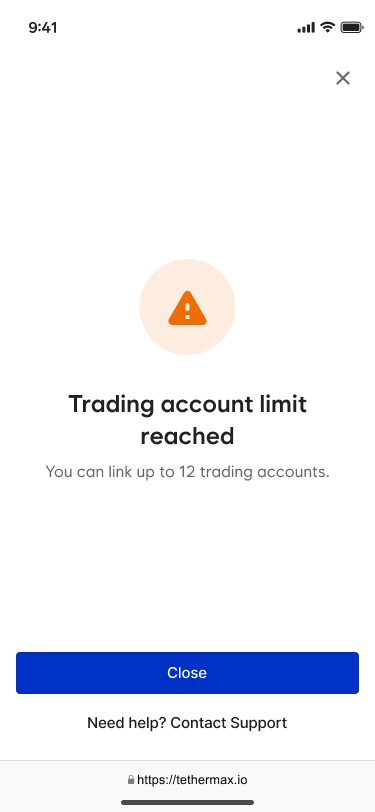 9:41
Trading account limit
reached
You can link up to 12 trading accounts.
Close
Need help? Contact Support
https://tethermax.io